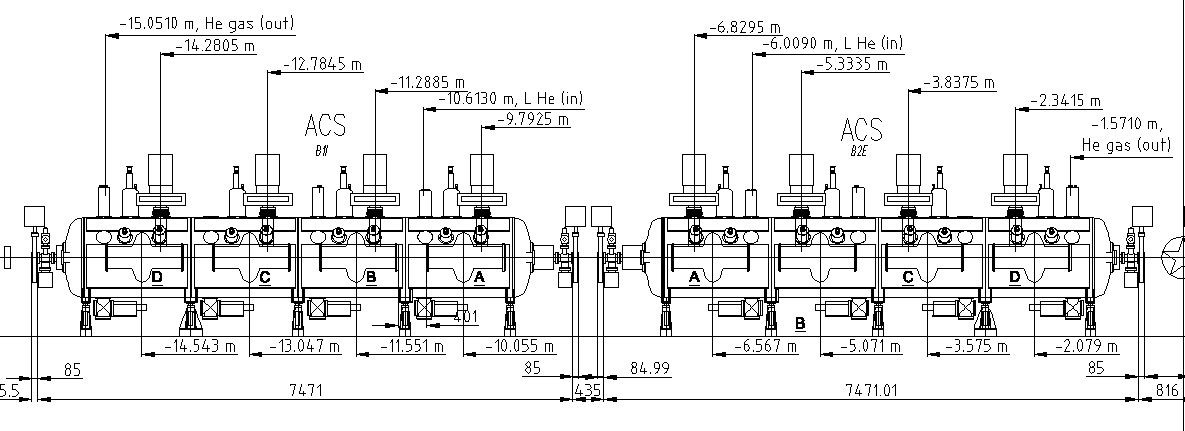 -15.0510 m, He gas (out)
-14.2805 m
-12.7845 m
-11.2885 m
-10.6130 m, L He (in)
-9.7925 m
ACS
B1I
-6.8295 m
-6.0090 m, L He (in)
-5.3335 m
-3.8375 m
-2.3415 m
-1.5710 m,
He gas (out)
ACS
B2E
D
C
B
A
A
C
D
B
401
-14.543 m
-13.047 m
-11.551 m
-10.055 m
-6.567 m
-5.071 m
-3.575 m
-2.079 m
85
85
84.99
85
5.5
7471
435
7471.01
816